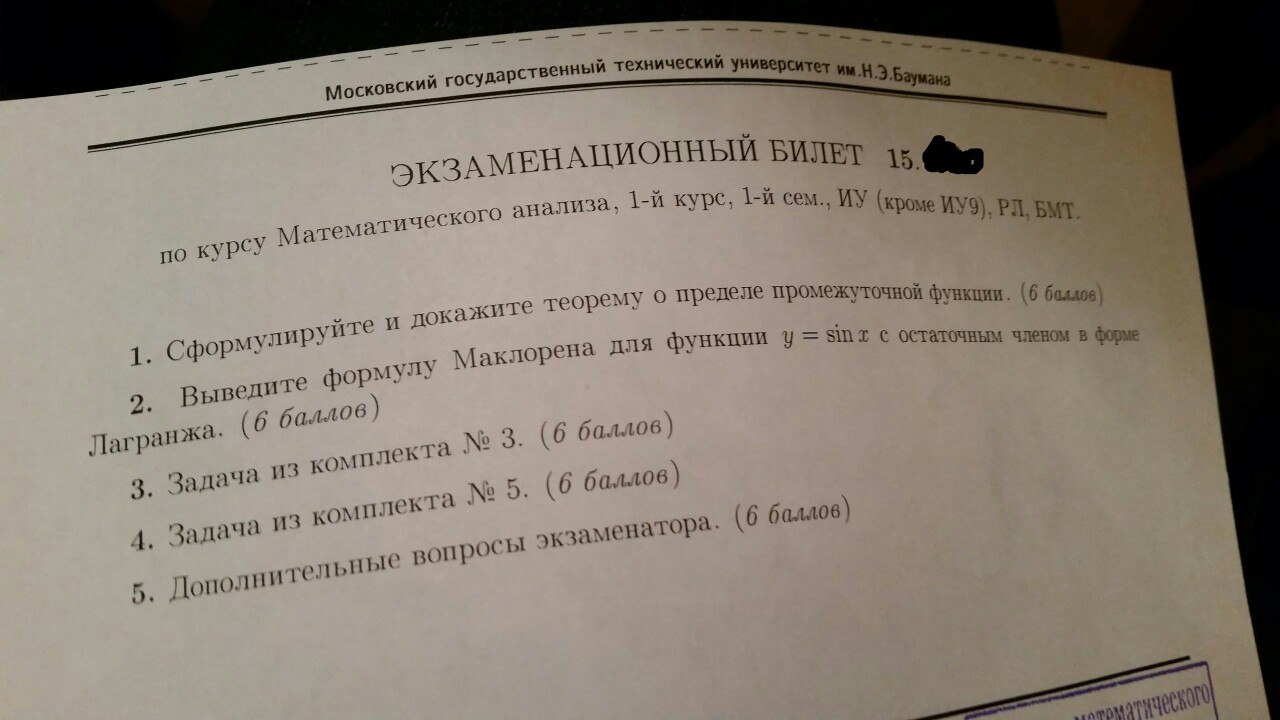 Московский государственный технический университет им.Н.Э.Баумана
ЭКЗАМЕНАЦИОННЫЙ БИЛЕТ 15.
по курсу Математического анализа, 1-й курс, 1-й сем., ИУ (кроме ИУ9), РЛ, БМТ.
1. Сформулируйте и докажите теорему о пределе промежуточной функции. (6 баллов)
2. Выведите формулу Маклорена для функции y = sin x с остаточным членом в форме
Лагранжа. (6 баллов)
3. Задача из комплекта № 3. (6 баллов)
4. Задача из комплекта № 5. (6 баллов)
5. Дополнительные вопросы экзаменатора. (6 баллов)
математического